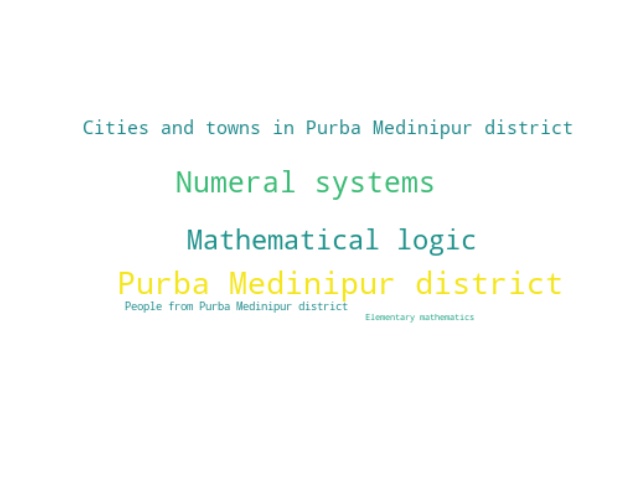 Cities and towns in Purba Medinipur district
Numeral systems
Mathematical logic
Purba Medinipur district
People from Purba Medinipur district
Elementary mathematics